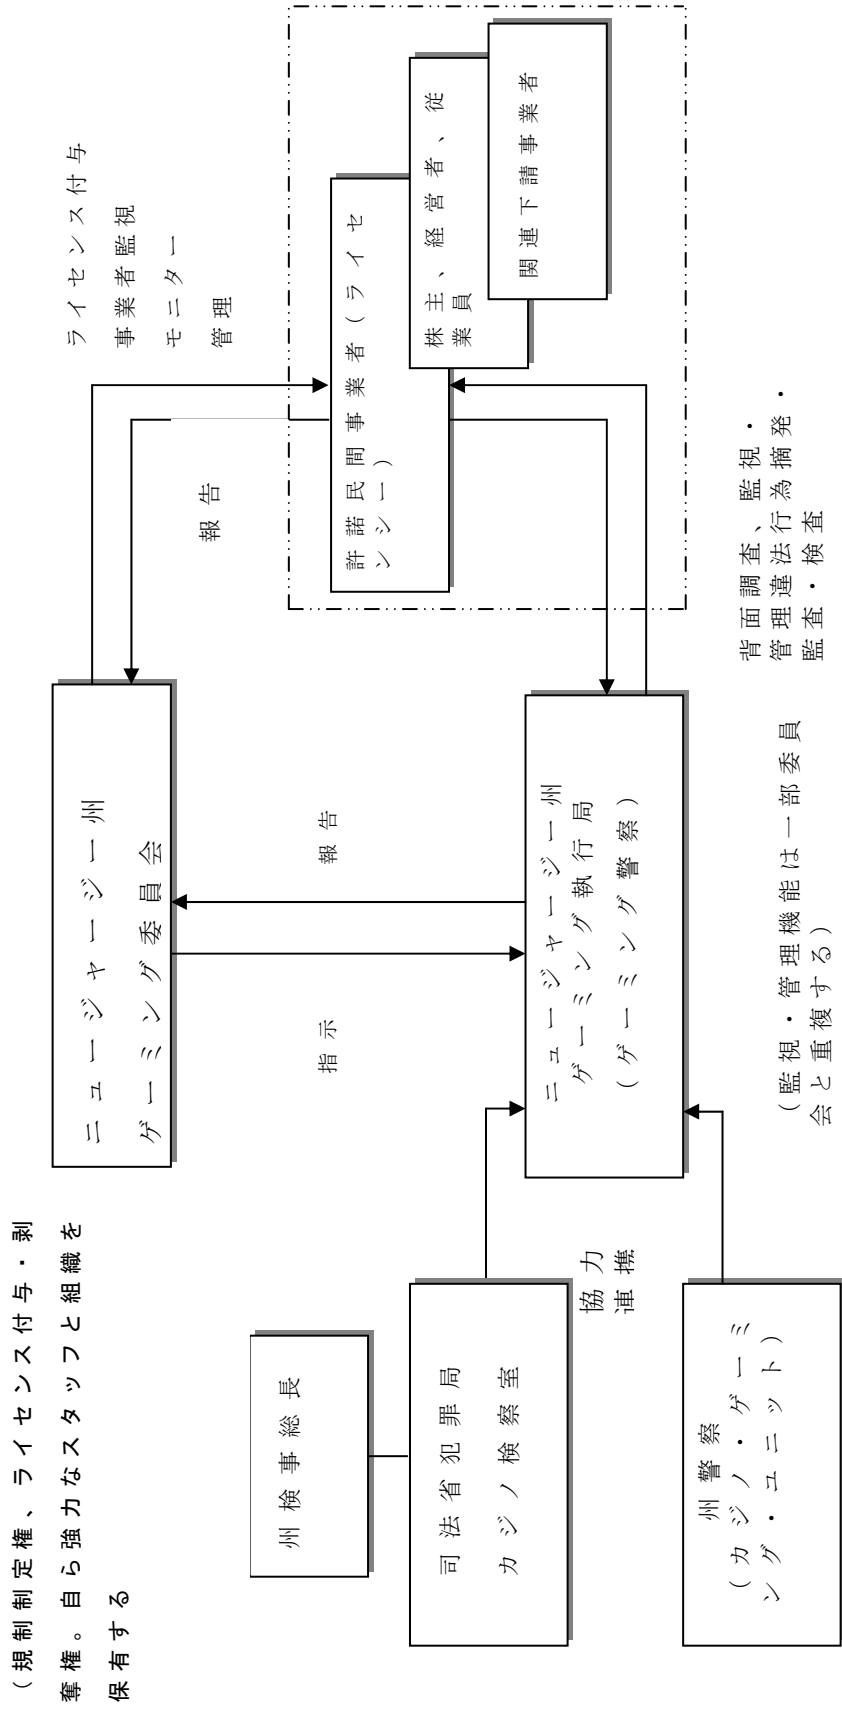 （規制制定権、ライセンス付与・剥
奪権。自ら強力なスタッフと組織を
保有する
ニュージャージー州
ゲーミング委員会
ライセンス付与
事業者監視
モニター
管理
報告
許諾民間事業者（ライセ
ンシー）
株主、経営者、従
業員
関連下請事業者
指示
報告
州検事総長
司法省犯罪局
カジノ検察室
協力
連携
ニュージャージー州
ゲーミング執行局
（ゲーミング警察）
州警察
（カジノ・ゲーミ
ング・ユニット）
背面調査、監視・
管理違法行為摘発・
監査・検査
（監視・管理機能は一部委員
会と重複する）